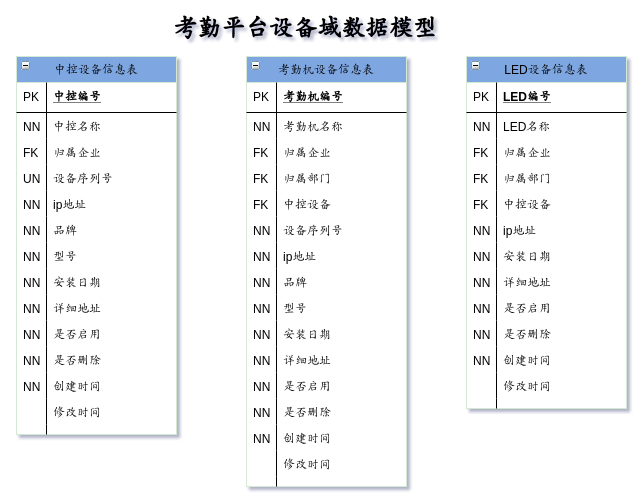 考勤平台设备域数据模型
中控设备信息表
PK 中控编号
NN 中控名称
FK 归属企业
UN 设备序列号
NN ip地址
NN 品牌
NN 型号
NN 安装日期
NN 详细地址
NN 是否启用
NN 是否删除
NN 创建时间
修改时间
考勤机设备信息表
PK 考勤机编号
NN 考勤机名称
FK 归属企业
FK 归属部门
FK 中控设备
NN 设备序列号
NN ip地址
NN 品牌
NN 型号
NN 安装日期
NN 详细地址
NN 是否启用
NN 是否删除
NN 创建时间
修改时间
LED设备信息表
PK LED编号
NN LED名称
FK 归属企业
FK 归属部门
FK 中控设备
NN ip地址
NN 安装日期
NN 详细地址
NN 是否启用
NN 是否删除
NN 创建时间
修改时间